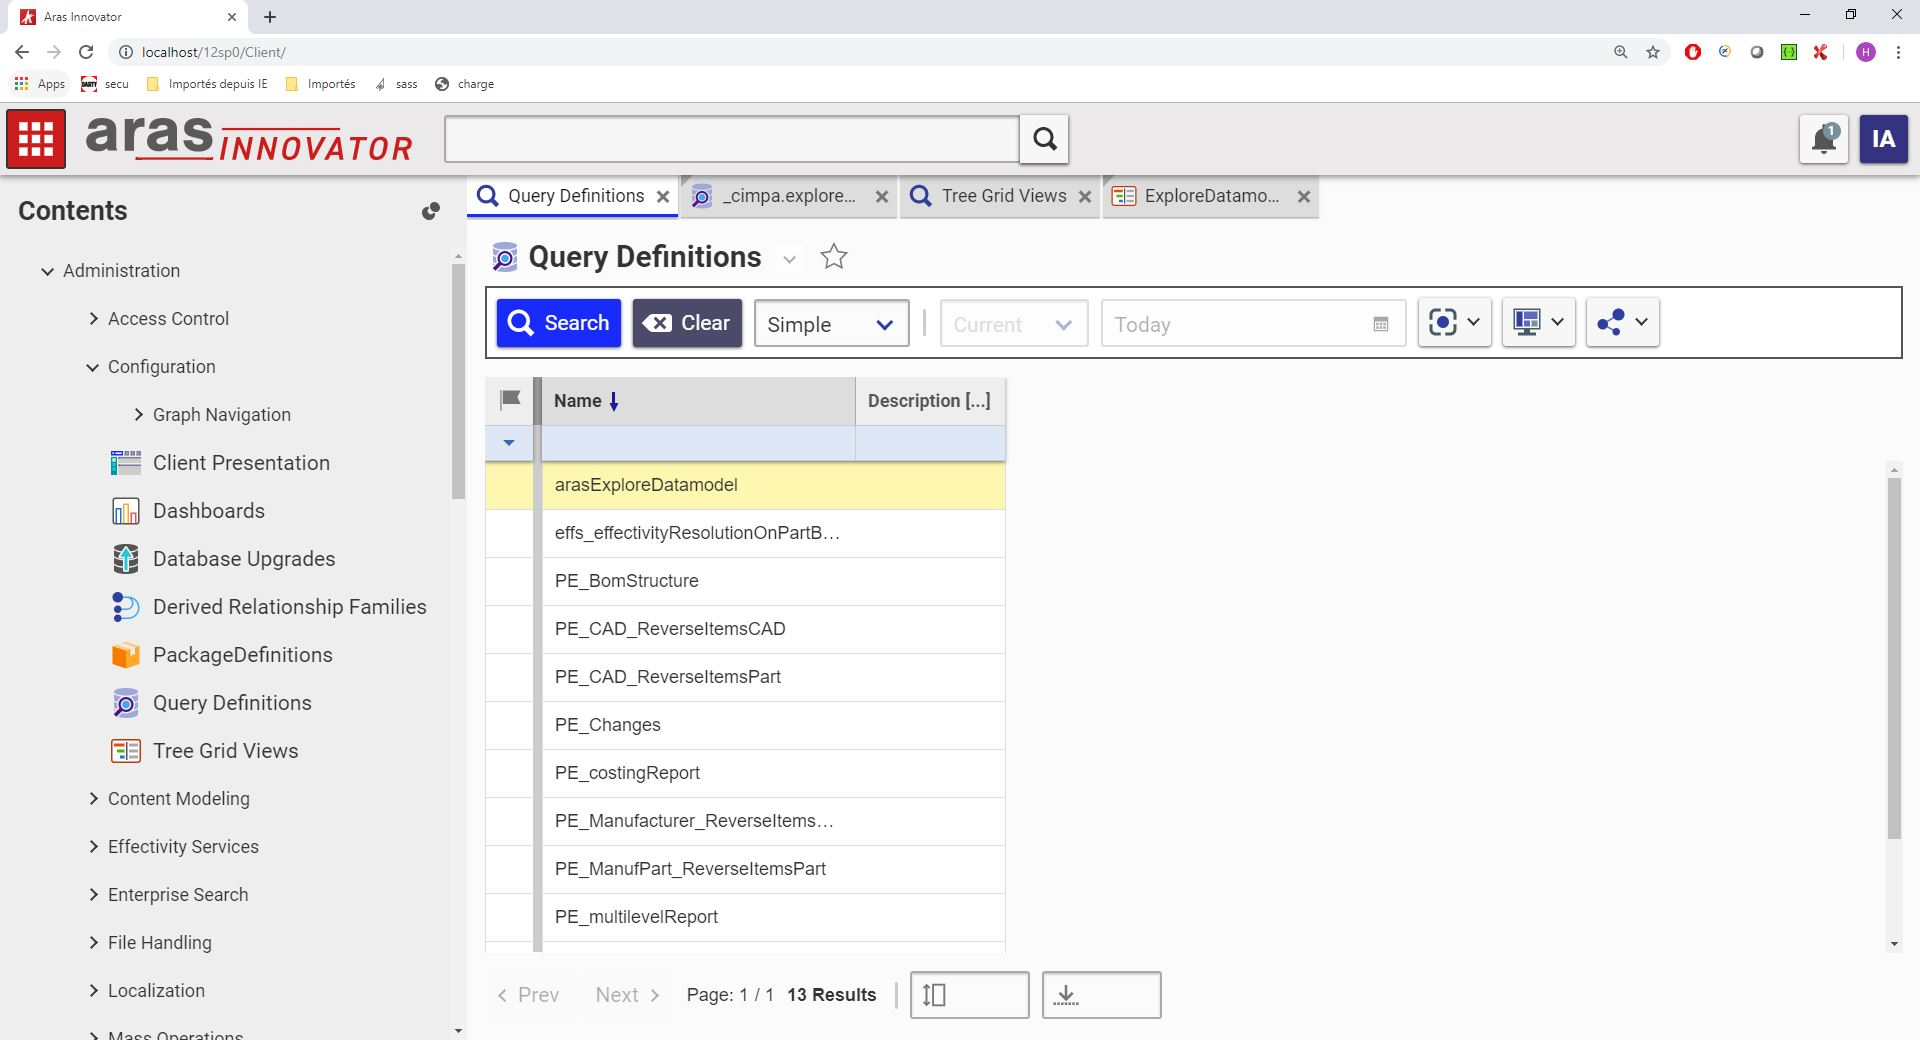 Aras Innovator
localhost/12sp0/Client/
H
Apps
DARTY secu
Importés depuis IE
Importés
sass
charge
aras INNOVATOR
1
IA
Contents
Administration
Access Control
Configuration
Graph Navigation
Client Presentation
Dashboards
Database Upgrades
Derived Relationship Families
PackageDefinitions
Query Definitions
Tree Grid Views
Content Modeling
Effectivity Services
Enterprise Search
File Handling
Localization
Mass Operations
Query Definitions
_cimpa.explore...
Tree Grid Views
ExploreDatamo...
Query Definitions
Search
Clear
Simple
Current
Today
Name
Description [...]
arasExploreDatamodel
effs_effectivityResolutionOnPartB...
PE_BomStructure
PE_CAD_ReverseItemsCAD
PE_CAD_ReverseItemsPart
PE_Changes
PE_costingReport
PE_Manufacturer_ReverseItems...
PE_ManufPart_ReverseItemsPart
PE_multilevelReport
Prev
Next
Page: 1 / 1
13 Results